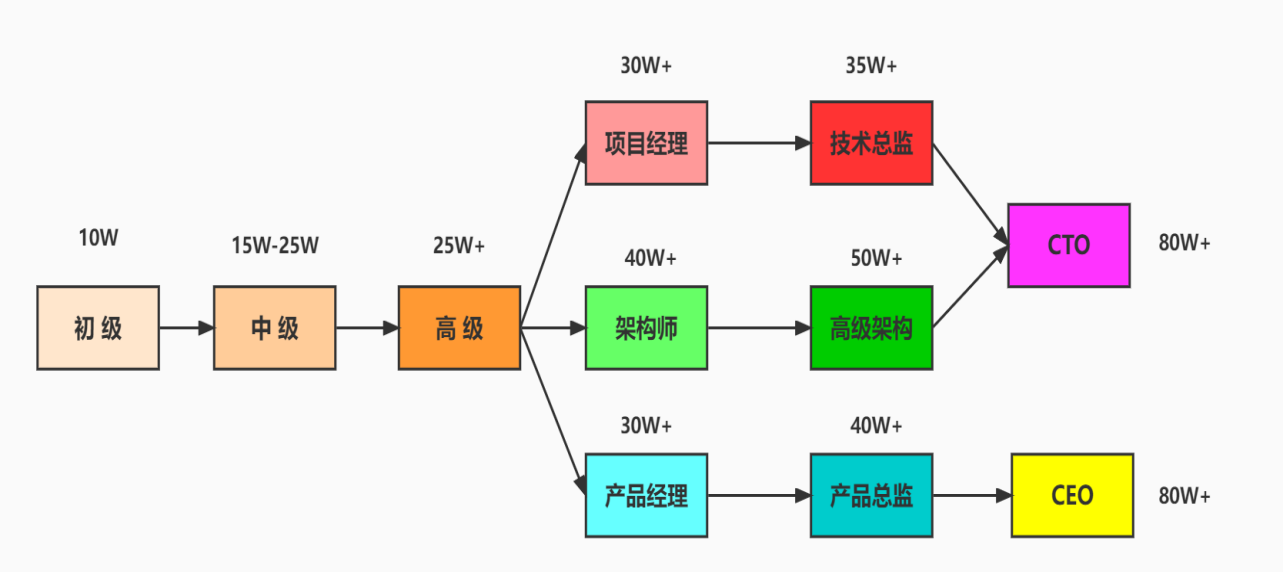 30W+
35W+
项目经理
技术总监
10W
15W-25W
25W+
40W+
50W+
CTO
80W+
初 级
中 级
高 级
架构师
高级架构
30W+
40W+
产品经理
产品总监
CEO
80W+